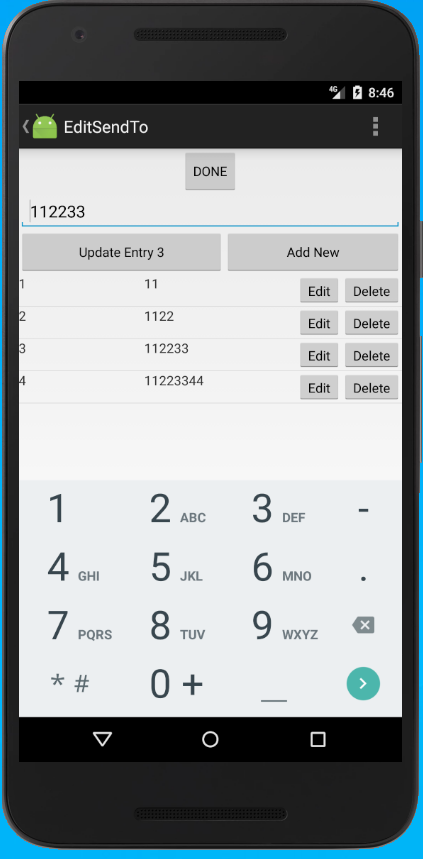 4G 8:46
EditSendTo
DONE
112233
Update Entry 3 Add New
1 11 Edit Delete
2 1122 Edit Delete
3 112233 Edit Delete
4 11223344 Edit Delete
1 2 ABC 3 DEF -
4 GHI 5 JKL 6 MNO .
7 PQRS 8 TUV 9 WXYZ
* # 0 + _